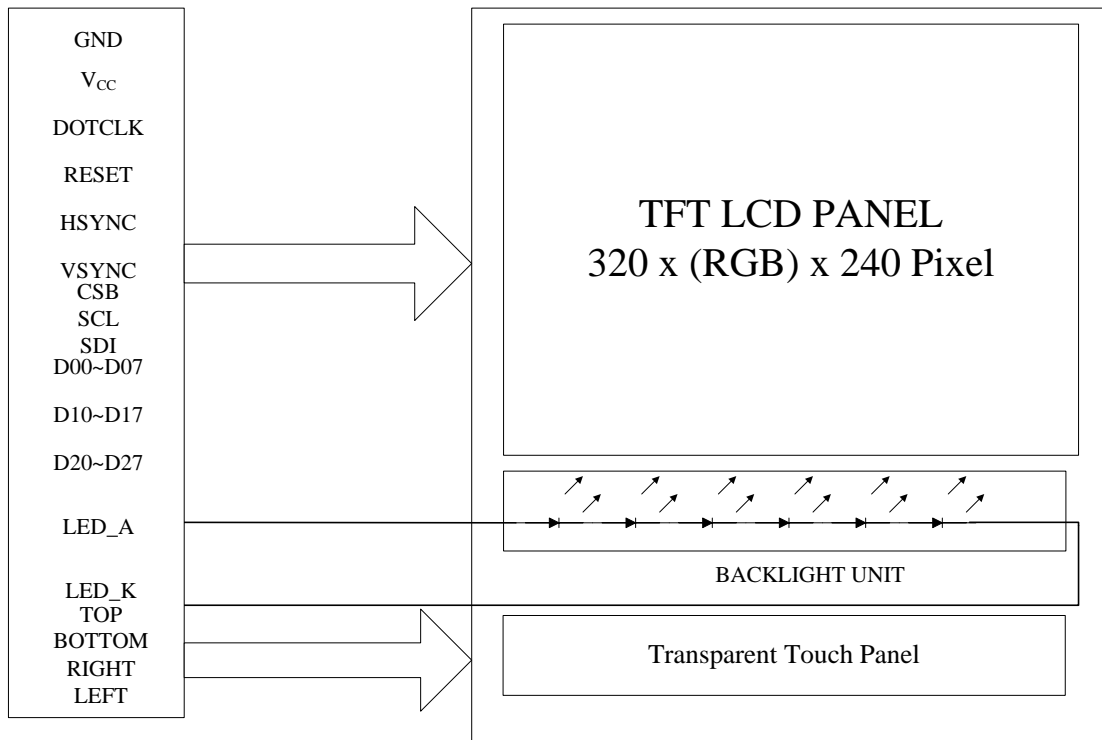 GND
VCC
DOTCLK
RESET
HSYNC
VSYNC
CSB
SCL
SDI
D00~D07
D10~D17
D20~D27
LED_A
LED_K
TOP
BOTTOM
RIGHT
LEFT
TFT LCD PANEL
320 x (RGB) x 240 Pixel
BACKLIGHT UNIT
Transparent Touch Panel